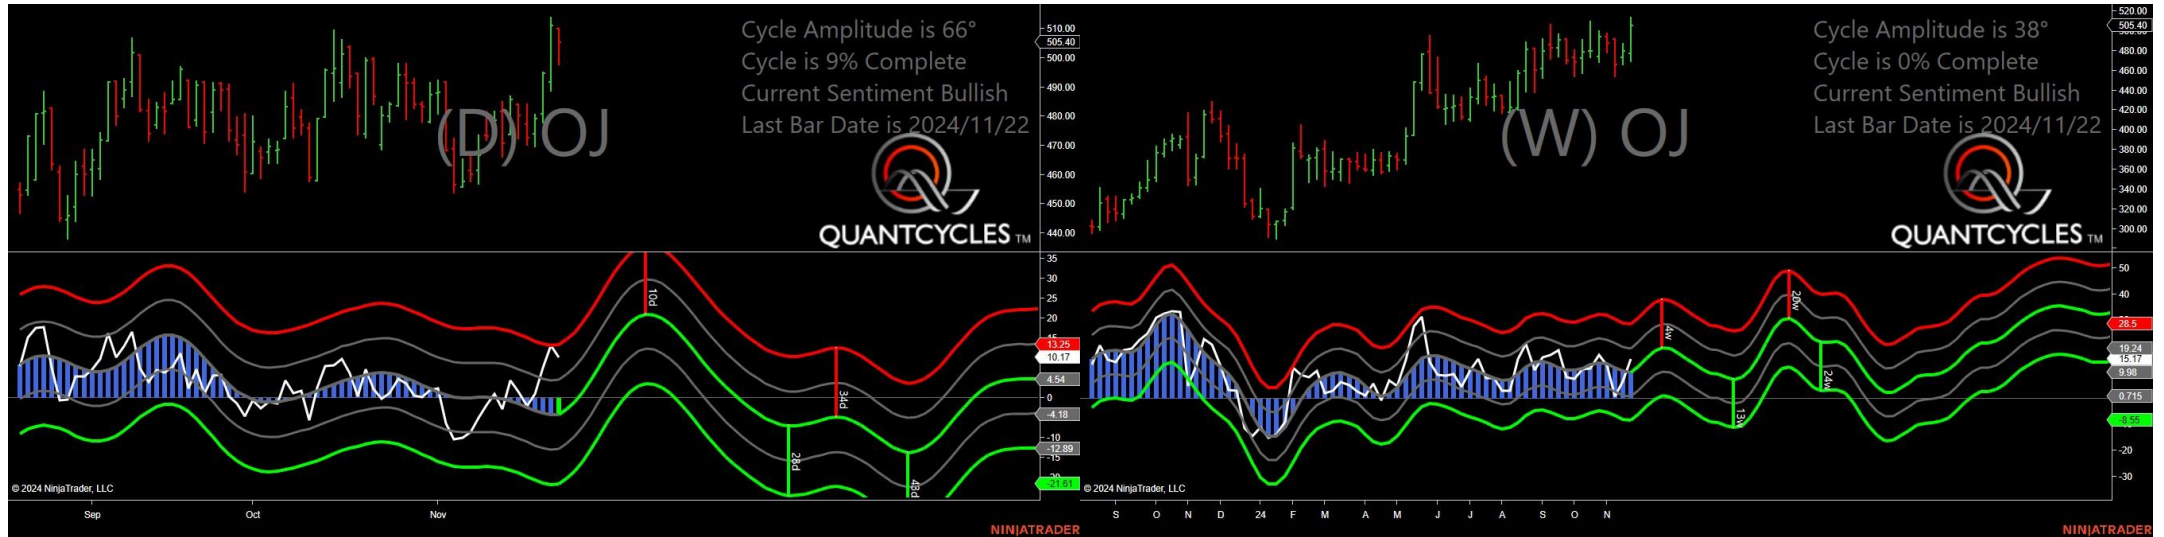 Cycle Amplitude is 66°
Cycle is 9% Complete
Current Sentiment Bullish
Last Bar Date is 2024/11/22
(D) OJ
QUANTCYCLES TM
510.00
505.40
500.00
490.00
480.00
470.00
460.00
450.00
440.00
35
30
25
20
15
13.25
10.17
4.54
0
-4.18
-10
-12.89
-15
-21.61
10d
28d
34d
43d
© 2024 NinjaTrader, LLC
Sep Oct Nov
NINJATRADER
Cycle Amplitude is 38°
Cycle is 0% Complete
Current Sentiment Bullish
Last Bar Date is 2024/11/22
(W) OJ
QUANTCYCLES TM
520.00
505.40
480.00
460.00
440.00
420.00
400.00
380.00
360.00
340.00
320.00
300.00
50
40
28.5
19.24
15.17
9.98
0.715
-8.55
-20
-30
4w
13w
20w
24w
© 2024 NinjaTrader, LLC
S O N D 24 F M A M J J A S O N
NINJATRADER